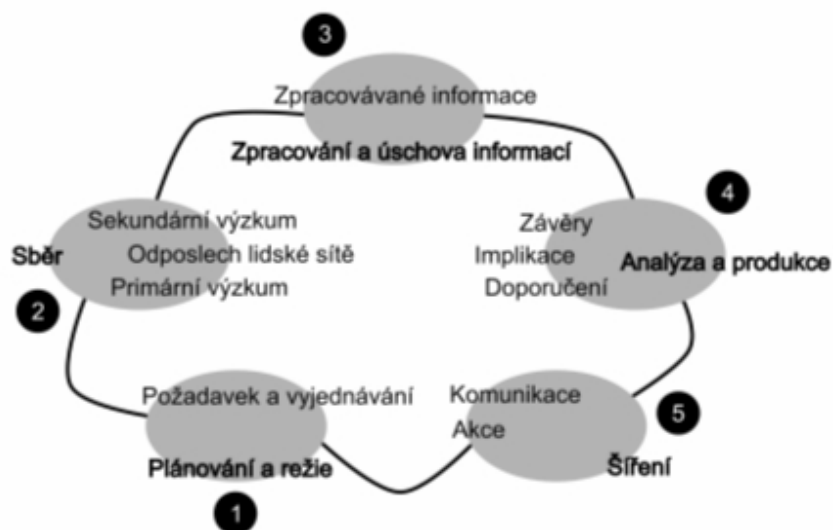 3
Zpracovávané informace
Zpracování a úschova informací
4
Sekundární výzkum
Sběr
Odposlech lidské sítě
Primární výzkum
2
Závěry
Implikace
Analýza a produkce
Doporučení
Požadavek a vyjednávání
Plánování a režie
1
Komunikace
5
Akce
Šíření